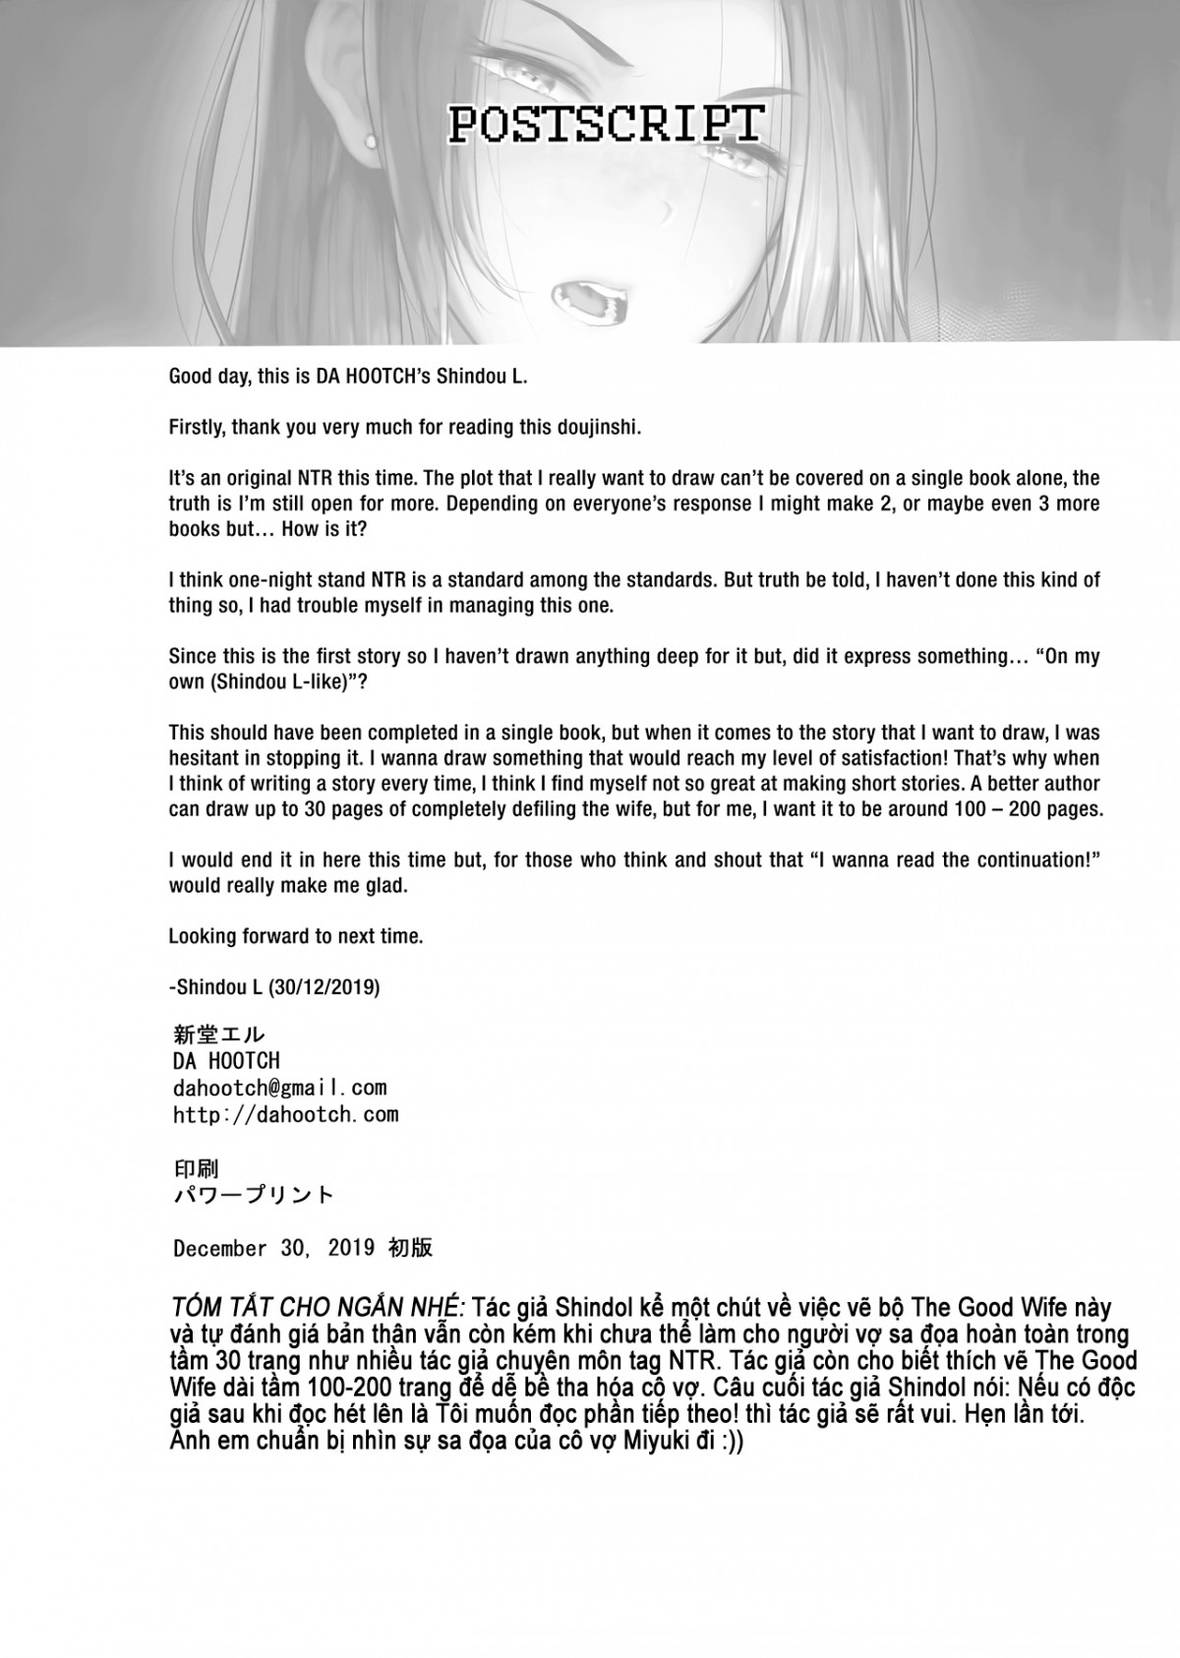 POSTSCRIPT
Good day, this is DA HOOTCH's Shindou L.
Firstly, thank you very much for reading this doujinshi.
It's an original NTR this time. The plot that I really want to draw can't be covered on a single book alone, the
truth is I'm still open for more. Depending on everyone's response I might make 2, or maybe even 3 more
books but... How is it?
I think one-night stand NTR is a standard among the standards. But truth be told, I haven't done this kind of
thing so, I had trouble myself in managing this one.
Since this is the first story so I haven't drawn anything deep for it but, did it express something... “On my
own (Shindou L-like)”?
This should have been completed in a single book, but when it comes to the story that I want to draw, I was
hesitant in stopping it. I wanna draw something that would reach my level of satisfaction! That's why when
I think of writing a story every time, I think I find myself not so great at making short stories. A better author
can draw up to 30 pages of completely defiling the wife, but for me, I want it to be around 100 – 200 pages.
I would end it in here this time but, for those who think and shout that “I wanna read the continuation!”
would really make me glad.
Looking forward to next time.
-Shindou L (30/12/2019)
新堂エル
DA HOOTCH
dahootch@gmail.com
http://dahootch.com
印刷
パワープリント
December 30, 2019 初版
TÓM TẮT CHO NGẮN NHÉ: Tác giả Shindol kể một chút về việc vẽ bộ The Good Wife này
và tự đánh giá bản thân vẫn còn kém khi chưa thể làm cho người vợ sa đọa hoàn toàn trong
tầm 30 trang như nhiều tác giả chuyên môn tag NTR. Tác giả còn cho biết thích vẽ The Good
Wife dài tầm 100-200 trang để dễ bề tha hóa cô vợ. Câu cuối tác giả Shindol nói: Nếu có độc
giả sau khi đọc hét lên là Tôi muốn đọc phần tiếp theo! thì tác giả sẽ rất vui. Hẹn lần tới.
Anh em chuẩn bị nhìn sự sa đọa của cô vợ Miyuki đi :))